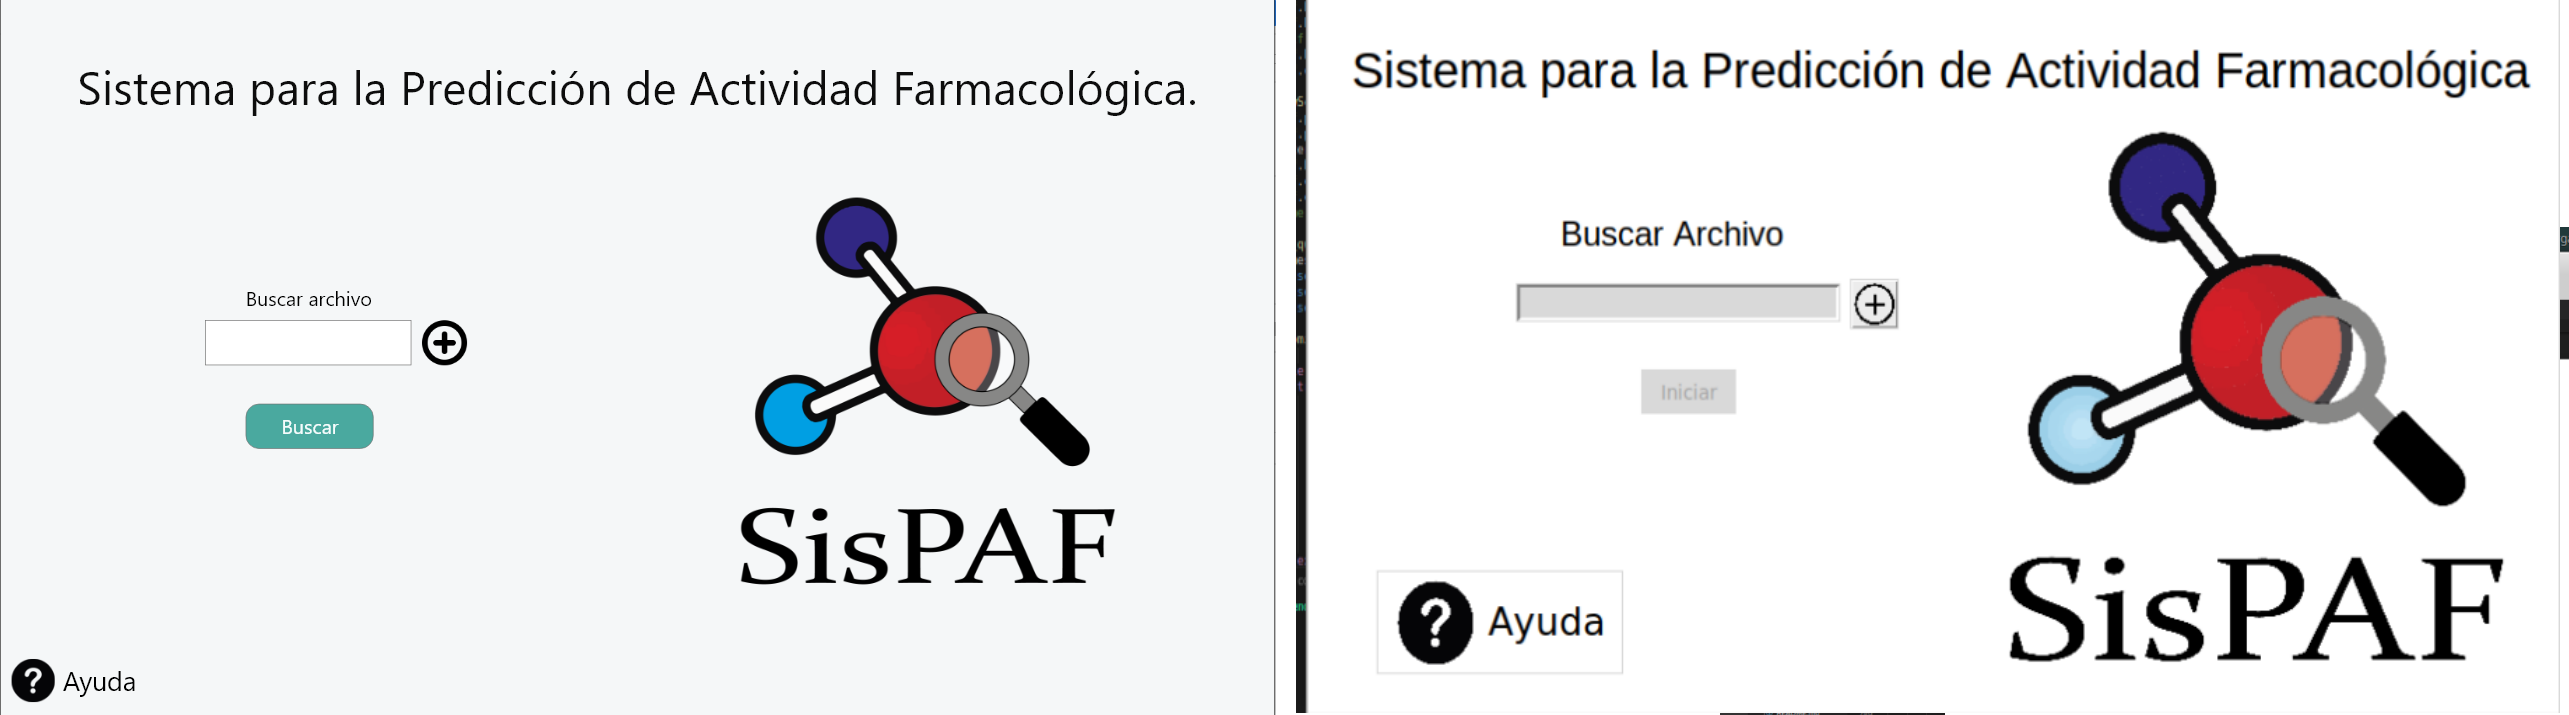 Sistema para la Predicción de Actividad Farmacológica.
Buscar archivo
Buscar
SisPAF
? Ayuda
Sistema para la Predicción de Actividad Farmacológica
Buscar Archivo
Iniciar
? Ayuda
SisPAF